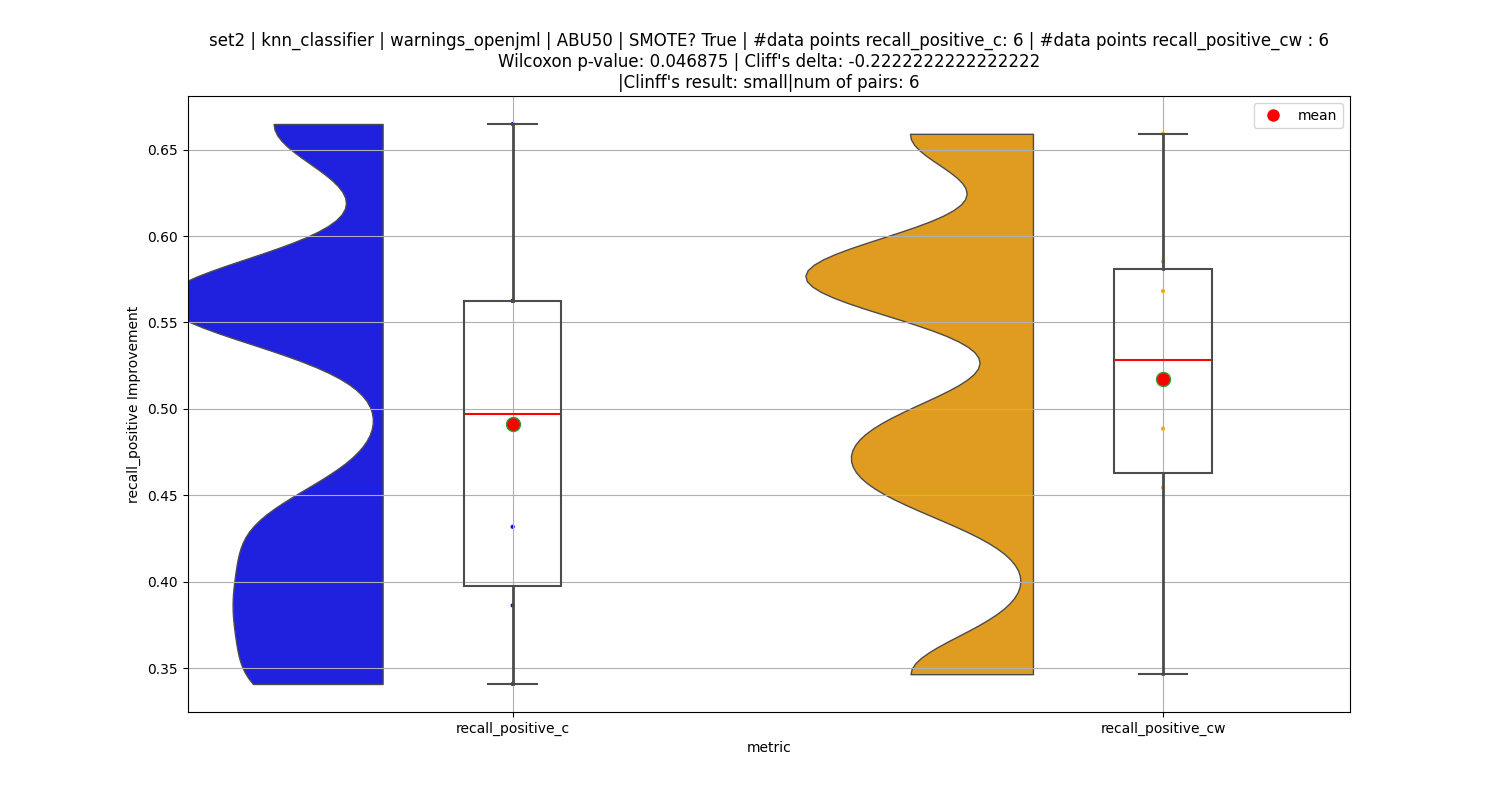 set2 | knn_classifier | warnings_openjml | ABU50 | SMOTE? True | #data points recall_positive_c: 6 | #data points recall_positive_cw : 6
Wilcoxon p-value: 0.046875 | Cliff's delta: -0.2222222222222222
|Clinff's result: small|num of pairs: 6
mean
0.65
0.60
0.55
0.50
0.45
0.40
0.35
recall_positive Improvement
recall_positive_c
recall_positive_cw
metric